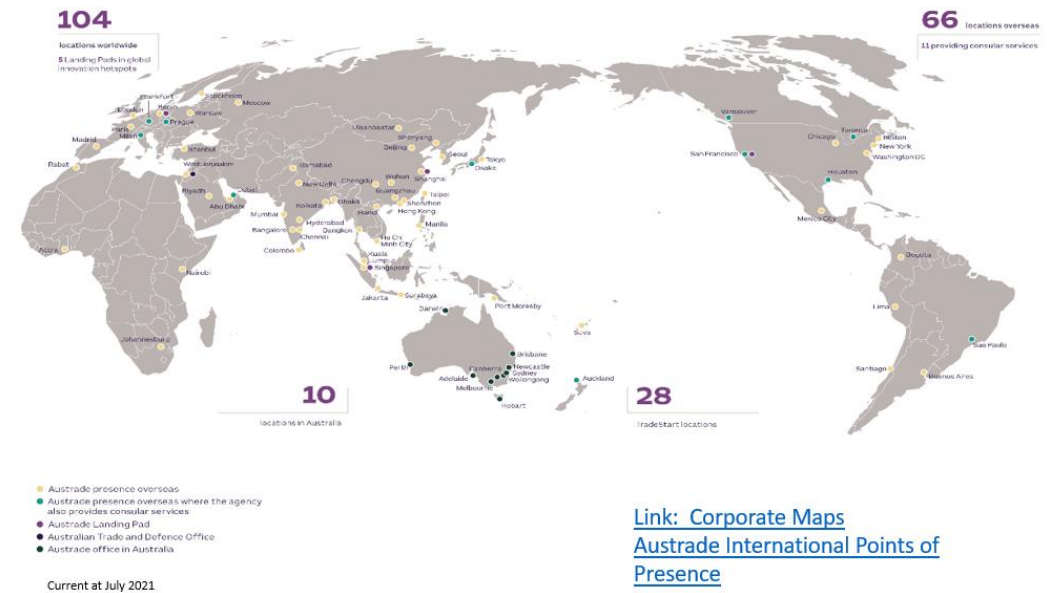 104
locations worldwide
5 Landing Pads in global
innovation hotspots
66 locations overseas
11 providing consular services
Frankfurt
Stockholm
London
Berlin
Moscow
Warsaw
Paris
Prague
Milan
Madrid
Istanbul
Rabat
West Jerusalem
Riyadh
Dubai
Abu Dhabi
Ulaanbaatar
Shenyang
Beijing
Seoul
Tokyo
Osaka
Islamabad
New Delhi
Chengdu
Wuhan
Shanghai
Guangzhou
Taipei
Kolkata
Dhaka
Shenzhen
Hanoi
Hong Kong
Mumbai
Hyderabad
Bangalore
Bangkok
Chennai
Manila
Ho Chi
Minh City
Colombo
Kuala
Lumpur
Singapore
Accra
Nairobi
Johannesburg
Jakarta
Surabaya
Port Moresby
Suva
Darwin
Brisbane
Perth
Canberra
Newcastle
Sydney
Adelaide
Wollongong
Melbourne
Hobart
Auckland
Vancouver
Chicago
Toronto
Boston
New York
San Francisco
Washington DC
Houston
Mexico City
Bogota
Lima
Sao Paulo
Santiago
Buenos Aires
10
locations in Australia
28
TradeStart locations
Austrade presence overseas
Austrade presence overseas where the agency
also provides consular services
Austrade Landing Pad
Australian Trade and Defence Office
Austrade office in Australia
Current at July 2021
Link: Corporate Maps
Austrade International Points of
Presence